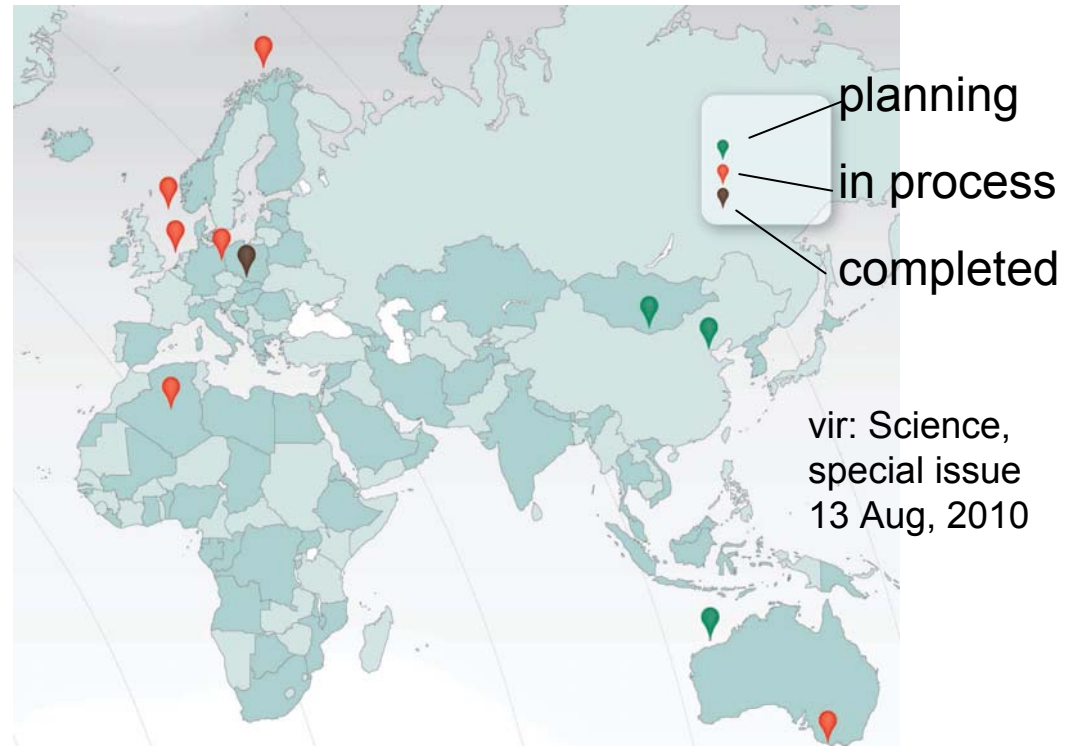 planning
in process
completed
vir: Science,
special issue
13 Aug, 2010